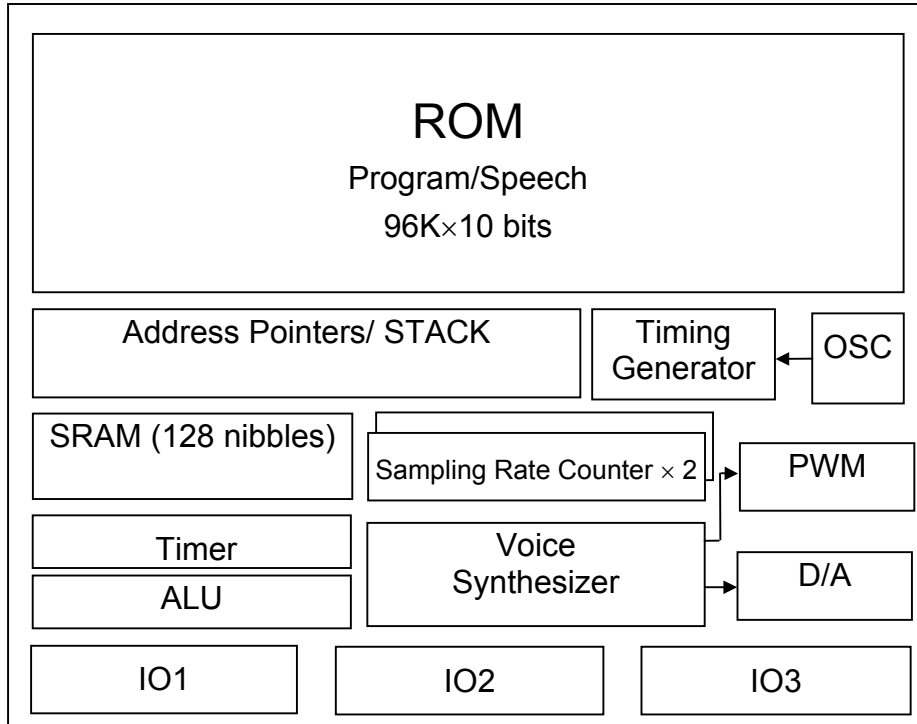 ROM
Program/Speech
96K×10 bits
Address Pointers/ STACK
Timing
Generator
OSC
SRAM (128 nibbles)
Sampling Rate Counter × 2
PWM
Timer
Voice
Synthesizer
D/A
ALU
IO1
IO2
IO3